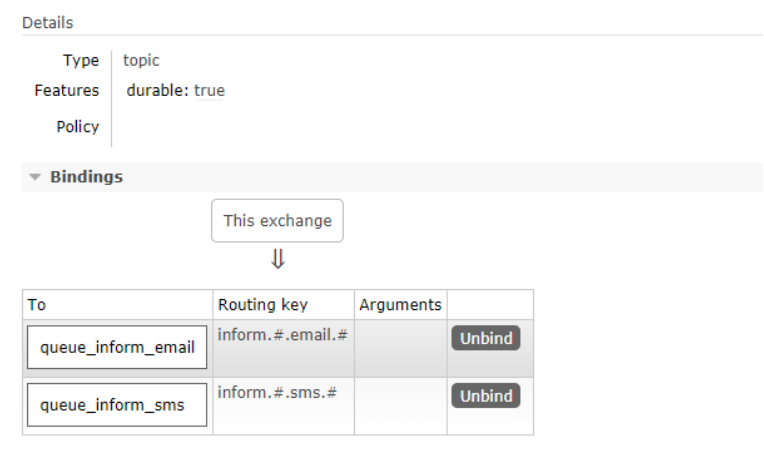 Details
Type topic
Features durable: true
Policy
Bindings
This exchange
⇓
To Routing key Arguments
queue_inform_email inform.#.email.# Unbind
queue_inform_sms inform.#.sms.# Unbind